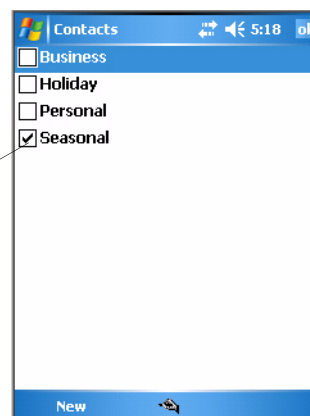 Contacts 5:18 ok
Business
Holiday
Personal
Seasonal
New